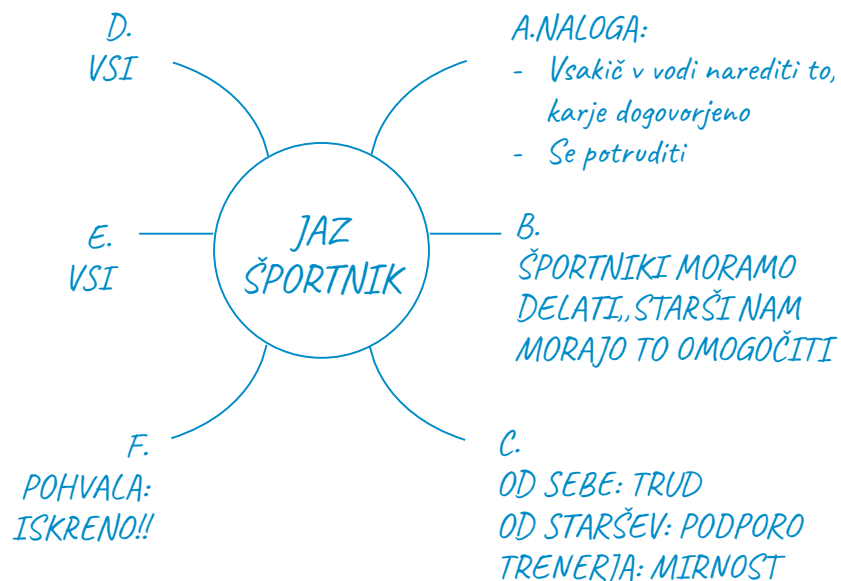 D.
VSI
A.NALOGA:
- Vsakič v vodi narediti to,
karje dogovorjeno
- Se potruditi
E.
VSI
JAZ
ŠPORTNIK
B.
ŠPORTNIKI MORAMO
DELATI,,STARŠI NAM
MORAJO TO OMOGOČITI
F.
POHVALA:
ISKRENO!!
C.
OD SEBE: TRUD
OD STARŠEV: PODPORO
TRENERJA: MIRNOST